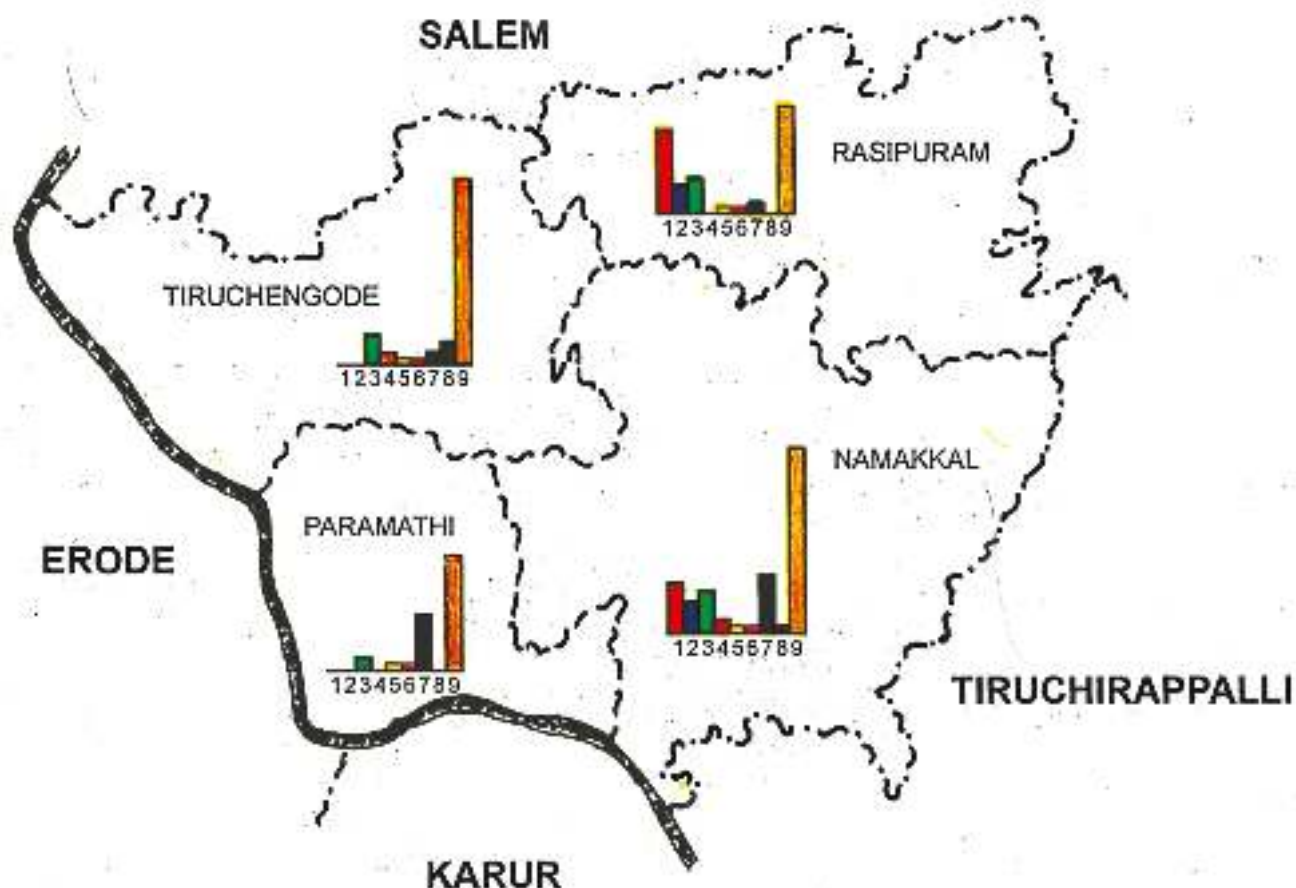 SALEM
RASIPURAM
123456789
TIRUCHENGODE
123456789
NAMAKKAL
PARAMATHI
ERODE
123456789
123456789
TIRUCHIRAPPALLI
KARUR